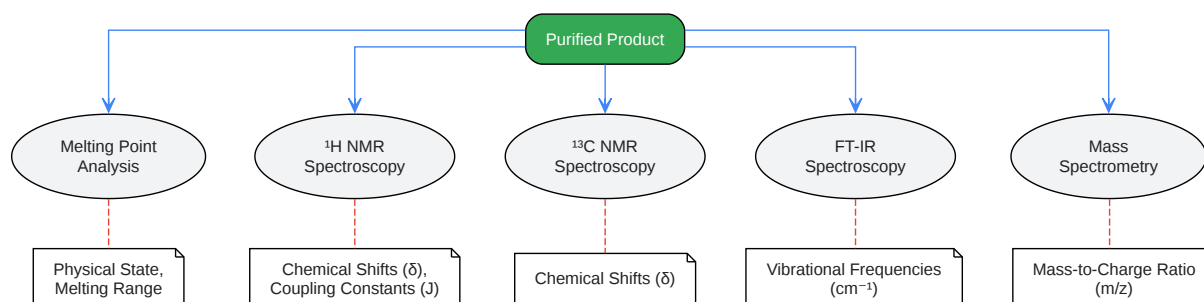 Purified Product
Melting Point
Analysis
¹H NMR
Spectroscopy
¹³C NMR
Spectroscopy
FT-IR
Spectroscopy
Mass
Spectrometry
Physical State,
Melting Range
Chemical Shifts (δ),
Coupling Constants (J)
Chemical Shifts (δ)
Vibrational Frequencies
(cm⁻¹)
Mass-to-Charge Ratio
(m/z)